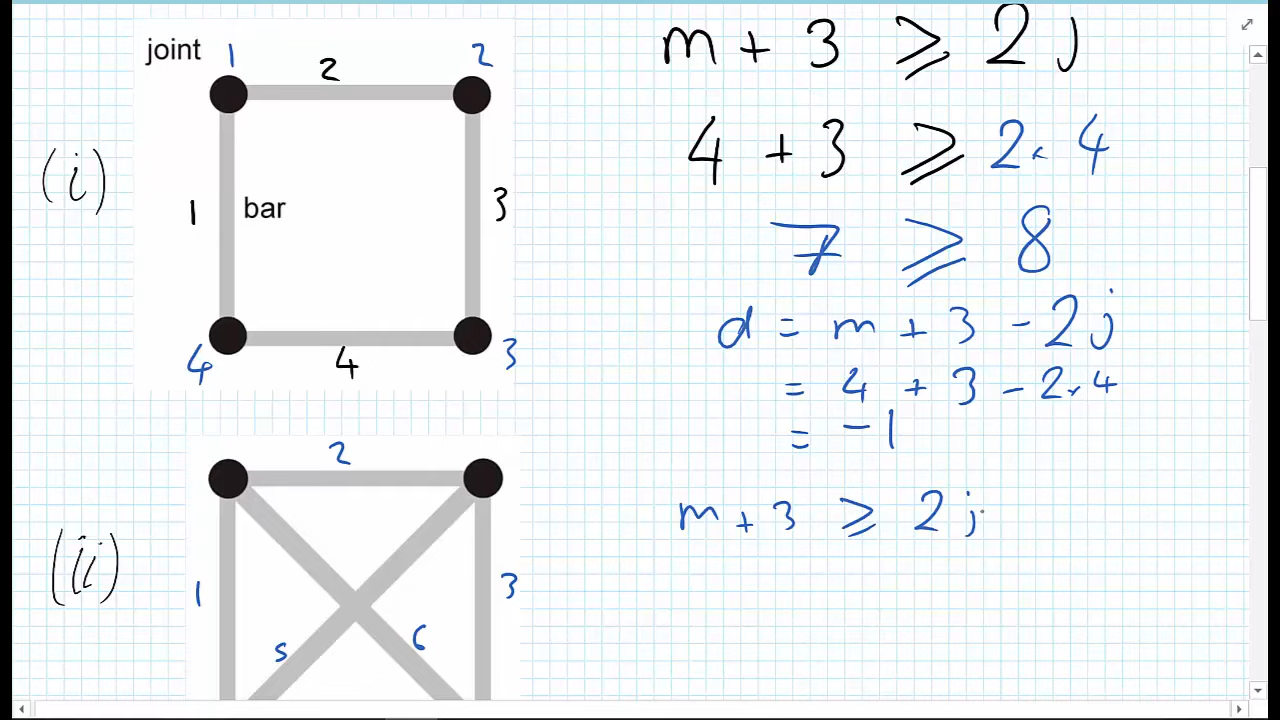 joint 1 2 2
(i) 1 bar 3
4 4 3
m + 3 ⩾ 2j
4 + 3 ⩾ 2 × 4
7 ⩾ 8
d = m + 3 - 2j
= 4 + 3 - 2 × 4
= -1
2
(ii) 1 3
5 6
m + 3 ⩾ 2j